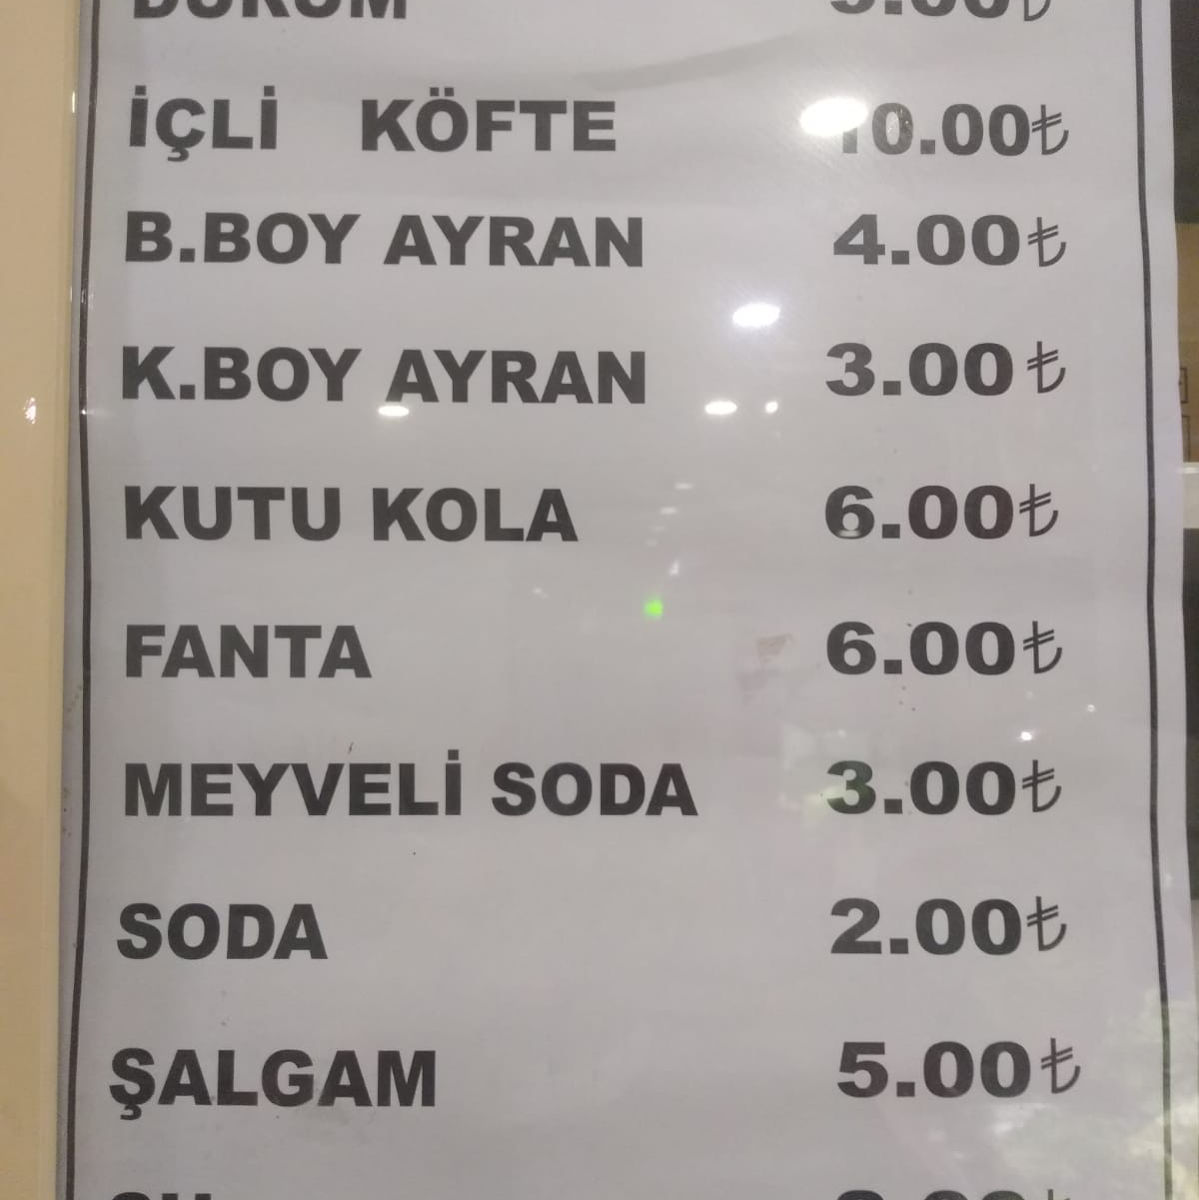 DÜRÜM
İÇLİ KÖFTE 10.00₺
B.BOY AYRAN 4.00₺
K.BOY AYRAN 3.00₺
KUTU KOLA 6.00₺
FANTA 6.00₺
MEYVELİ SODA 3.00₺
SODA 2.00₺
ŞALGAM 5.00₺